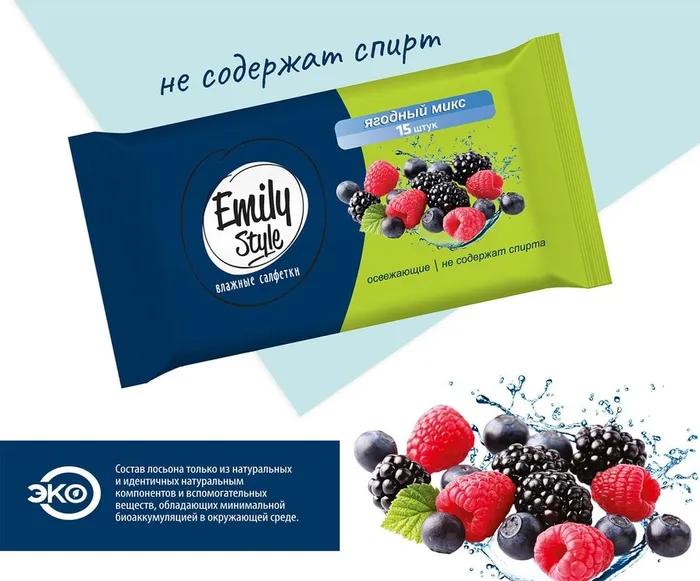 не содержат спирт
ягодный микс
15 штук
Emily
Style
влажные салфетки
освежающие | не содержат спирта
ЭКО
Состав лосьона только из натуральных
и идентичных натуральным
компонентов и вспомогательных
веществ, обладающих минимальной
биоаккумуляцией в окружающей среде.